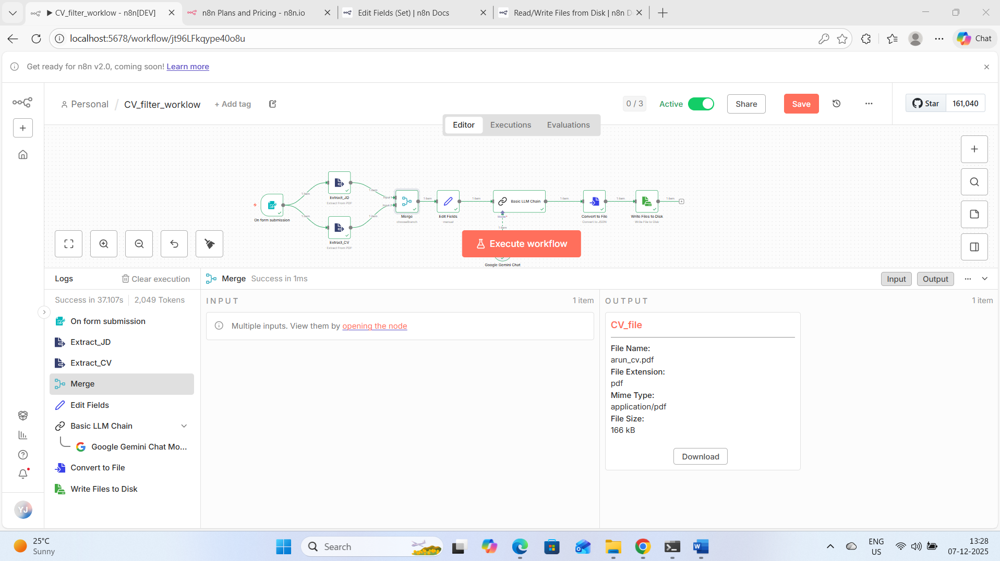 CV_filter_worklow - n8n[DEV]
n8n Plans and Pricing - n8n.io
Edit Fields (Set) | n8n Docs
Read/Write Files from Disk | n8n D
localhost:5678/workflow/jt96LFkqype40o8u
Chat
Get ready for n8n v2.0, coming soon! Learn more
Personal / CV_filter_worklow + Add tag
0 / 3
Active
Share
Save
Star
161,040
Editor
Executions
Evaluations
On form submission
1 item
1 item
Extract_JD
Extract From PDF
Extract_CV
Extract From PDF
1 item
1 item
Input 1
Input 2
Merge
chooseBranch
1 item
Edit Fields
manual
1 item
Basic LLM Chain
Model*
1 item
1 item
Convert to File
Convert to JSON
1 item
Write Files to Disk
Write File to Disk
1 item
Execute workflow
Google Gemini Chat
Logs
Clear execution
Merge Success in 1ms
Input
Output
Success in 37.107s
2,049 Tokens
On form submission
Extract_JD
Extract_CV
Merge
Edit Fields
Basic LLM Chain
Google Gemini Chat Mo...
Convert to File
Write Files to Disk
INPUT
1 item
Multiple inputs. View them by opening the node
OUTPUT
1 item
CV_file
File Name:
arun_cv.pdf
File Extension:
pdf
Mime Type:
application/pdf
File Size:
166 kB
Download
YJ
25°C
Sunny
Search
ENG
US
13:28
07-12-2025